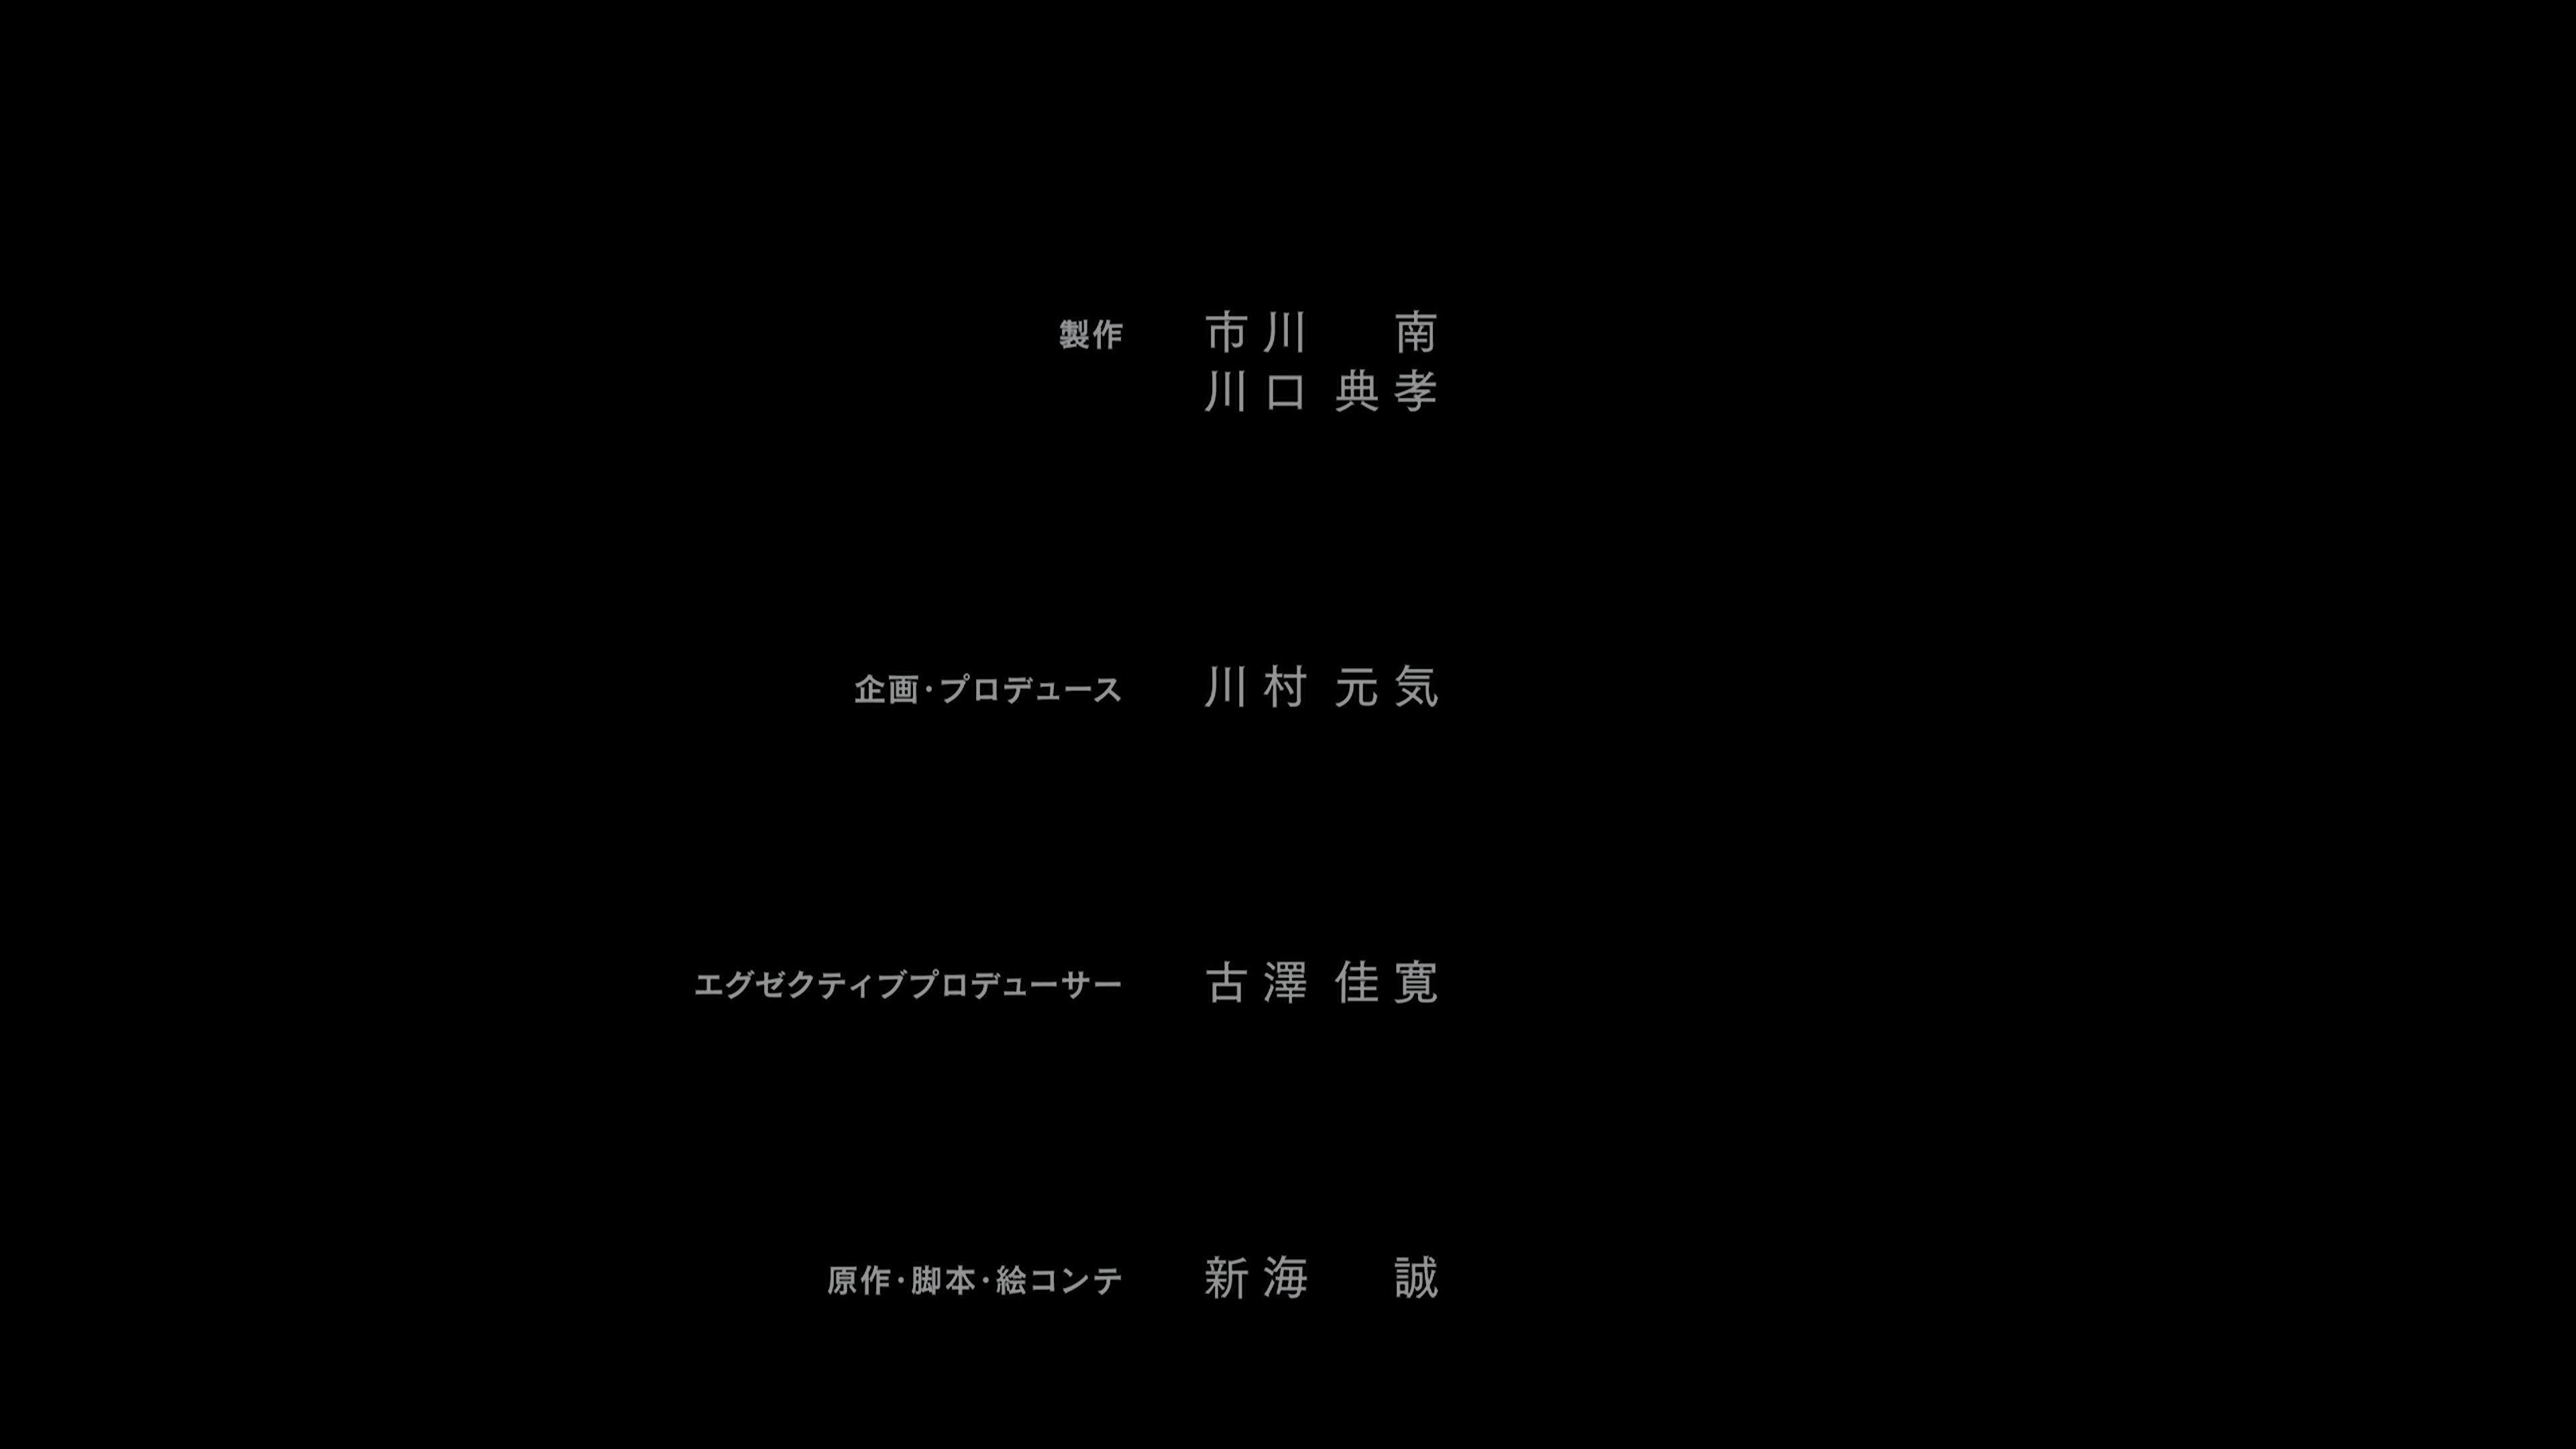 製作 市川 南
川口 典孝
企画・プロデュース 川村 元気
エグゼクティブプロデューサー 古澤 佳寛
原作・脚本・絵コンテ 新海 誠